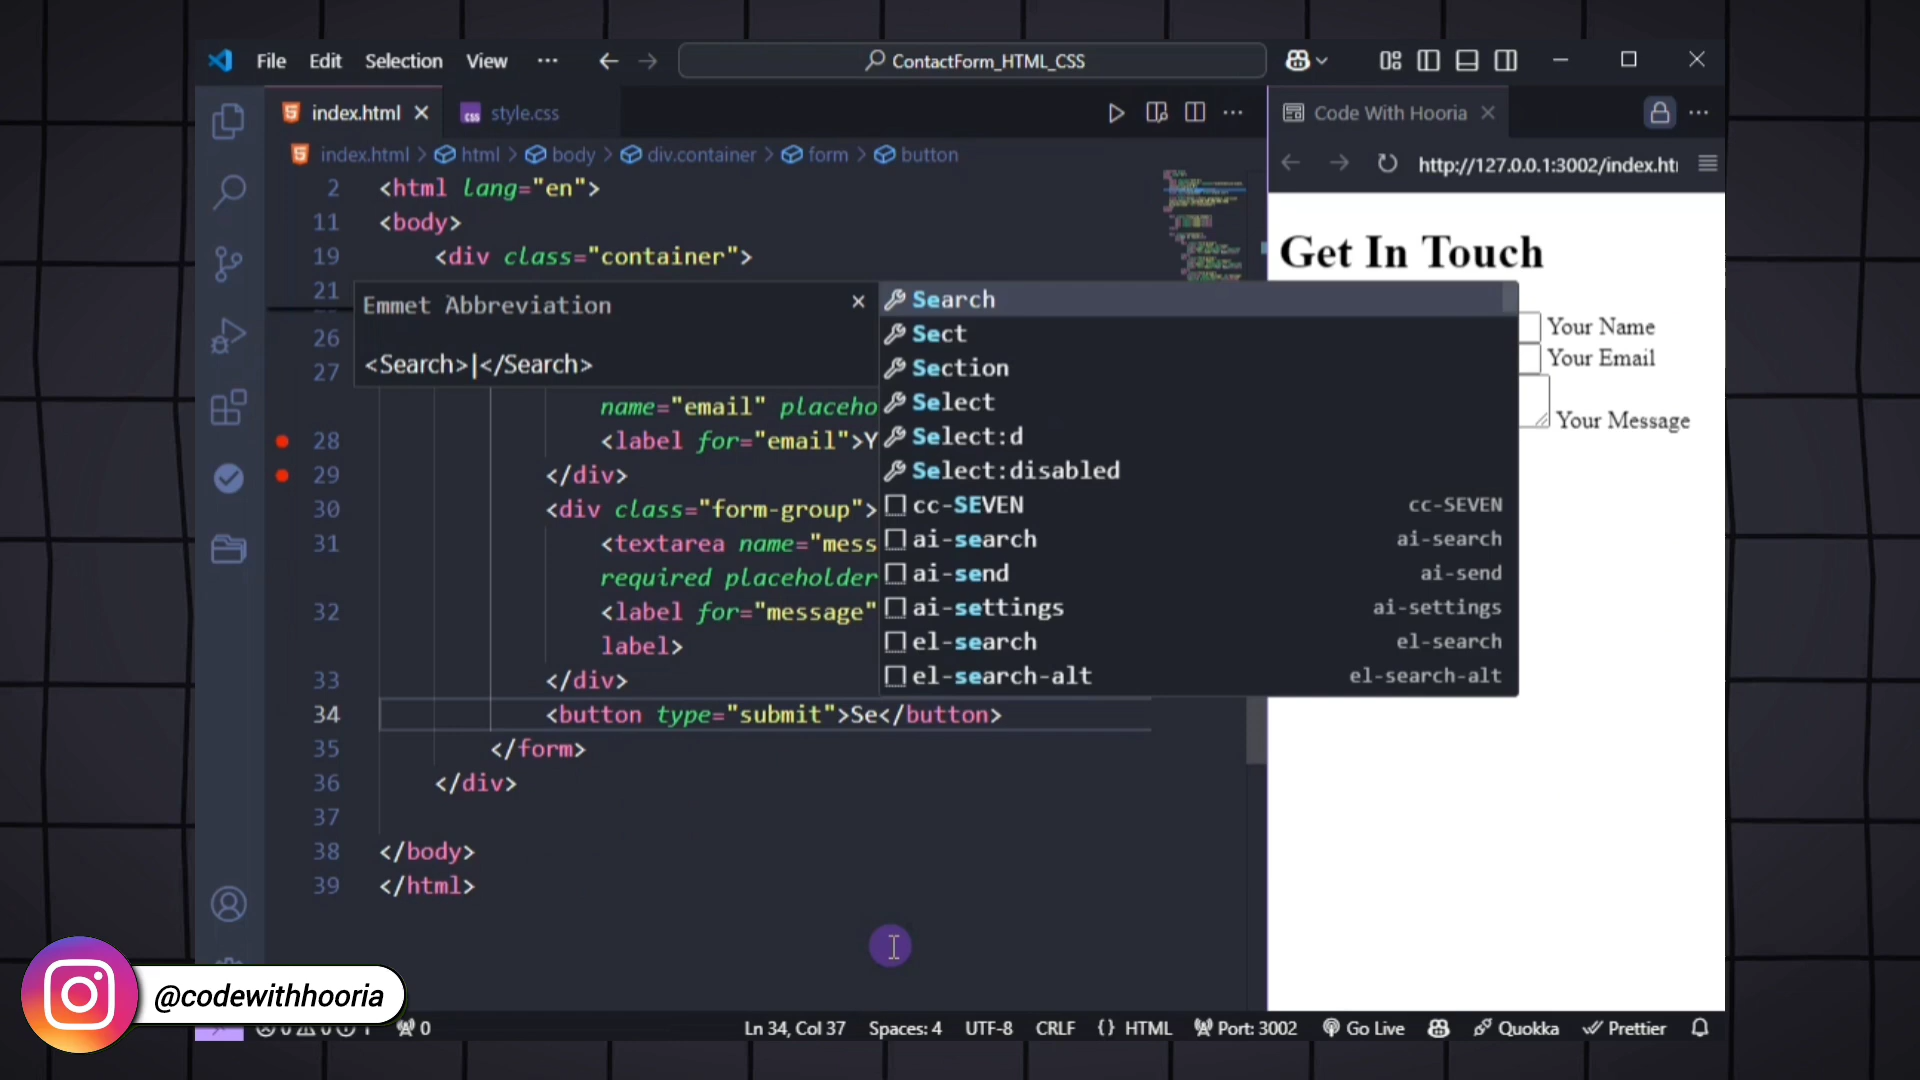 File Edit Selection View ··· ContactForm_HTML_CSS
index.html style.css
Code With Hooria
index.html > html > body > div.container > form > button
http://127.0.0.1:3002/index.ht
2 <html lang="en">
11 <body>
19 <div class="container">
21
Emmet Abbreviation
<Search>|</Search>
Search
Sect
Section
Select
Select:d
Select:disabled
cc-SEVEN cc-SEVEN
ai-search ai-search
ai-send ai-send
ai-settings ai-settings
el-search el-search
el-search-alt el-search-alt
26
27
name="email" placeho
28 <label for="email">Y
29 </div>
30 <div class="form-group">
31 <textarea name="mess
required placeholder
32 <label for="message"
label>
33 </div>
34 <button type="submit">Se</button>
35 </form>
36 </div>
37
38 </body>
39 </html>
Get In Touch
Your Name
Your Email
Your Message
@codewithhooria
0 Ln 34, Col 37 Spaces: 4 UTF-8 CRLF {} HTML Port: 3002 Go Live Quokka Prettier